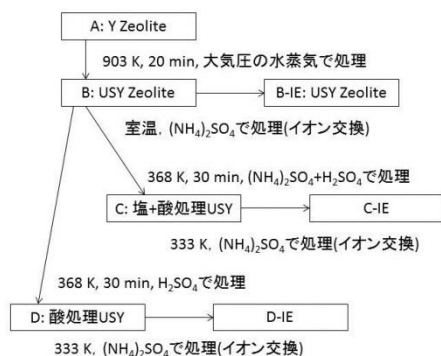 A: Y Zeolite
903 K, 20 min, 大気圧の水蒸気で処理
B: USY Zeolite
B-IE: USY Zeolite
室温, (NH₄)₂SO₄で処理(イオン交換)
368 K, 30 min, (NH₄)₂SO₄+H₂SO₄で処理
C: 塩+酸処理USY
C-IE
333 K, (NH₄)₂SO₄で処理(イオン交換)
368 K, 30 min, H₂SO₄で処理
D: 酸処理USY
D-IE
333 K, (NH₄)₂SO₄で処理(イオン交換)